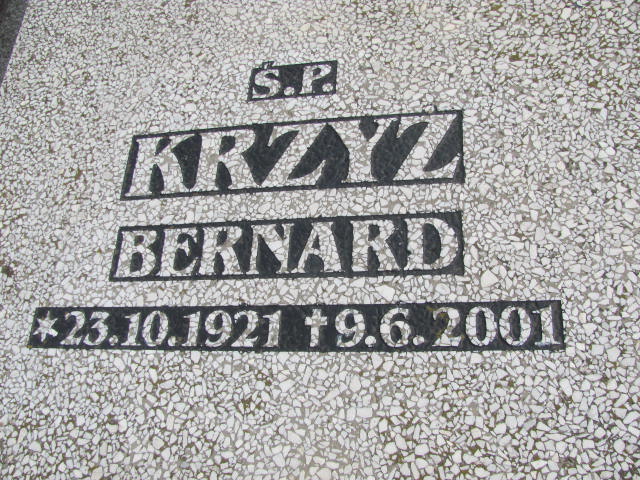 Ś.P.
KRZYŻ
BERNARD
*23.10.1921 †9.6.2001